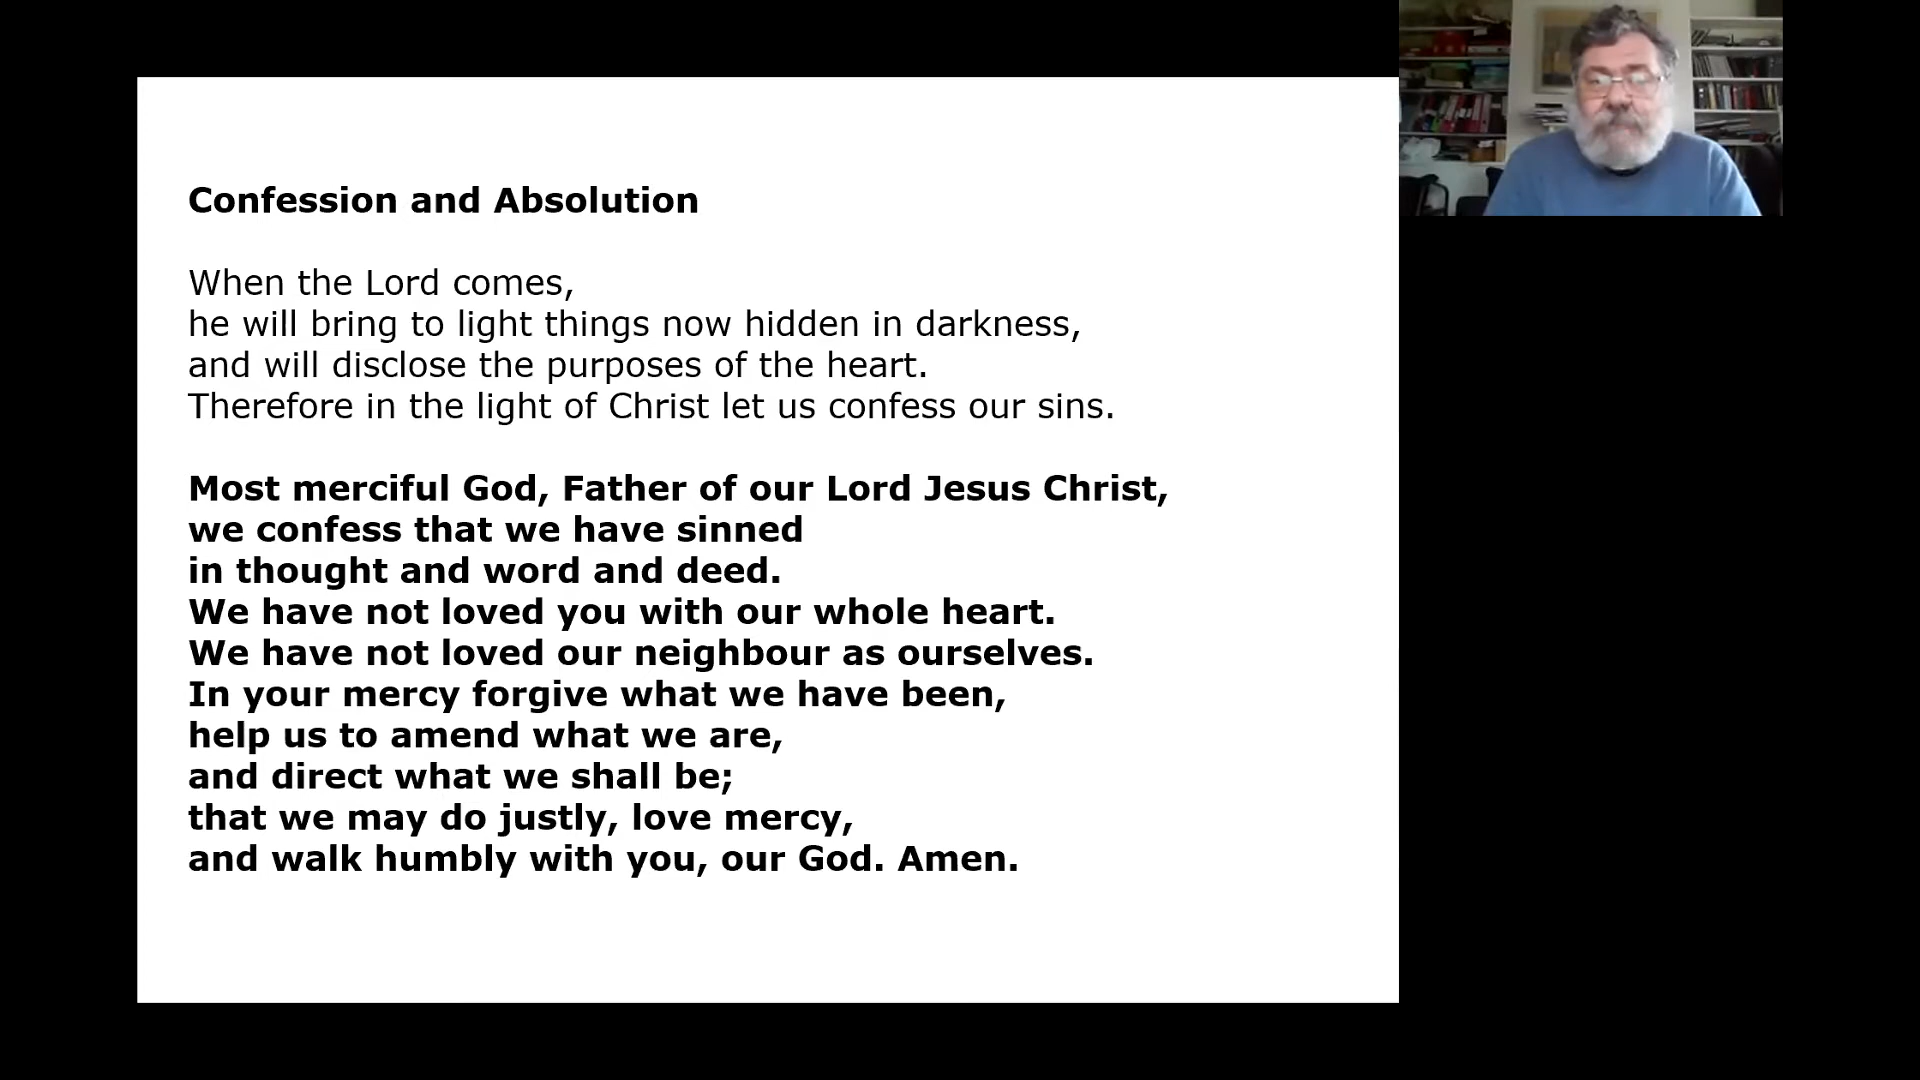 Confession and Absolution
When the Lord comes,
he will bring to light things now hidden in darkness,
and will disclose the purposes of the heart.
Therefore in the light of Christ let us confess our sins.
Most merciful God, Father of our Lord Jesus Christ,
we confess that we have sinned
in thought and word and deed.
We have not loved you with our whole heart.
We have not loved our neighbour as ourselves.
In your mercy forgive what we have been,
help us to amend what we are,
and direct what we shall be;
that we may do justly, love mercy,
and walk humbly with you, our God. Amen.